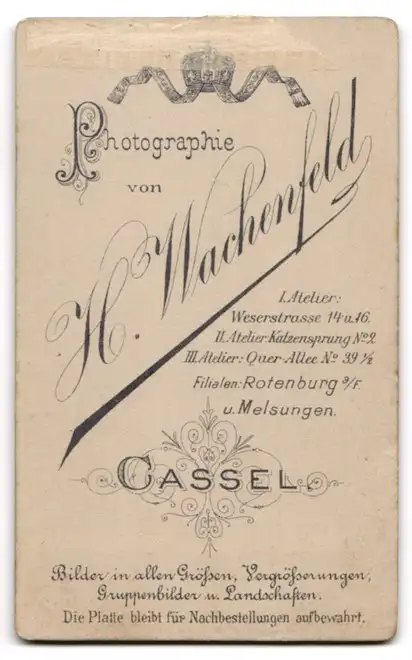 Photographie
von
H. Wachenfeld
I. Atelier:
Weserstrasse 14 u. 16.
II. Atelier: Katzensprung No 2.
III. Atelier: Quer-Allee No 39 1/2
Filialen: Rotenburg a/F.
u. Melsungen.
CASSEL.
Bilder in allen Größen, Vergrößerungen,
Gruppenbilder u. Landschaften.
Die Platte bleibt für Nachbestellungen aufbewahrt.